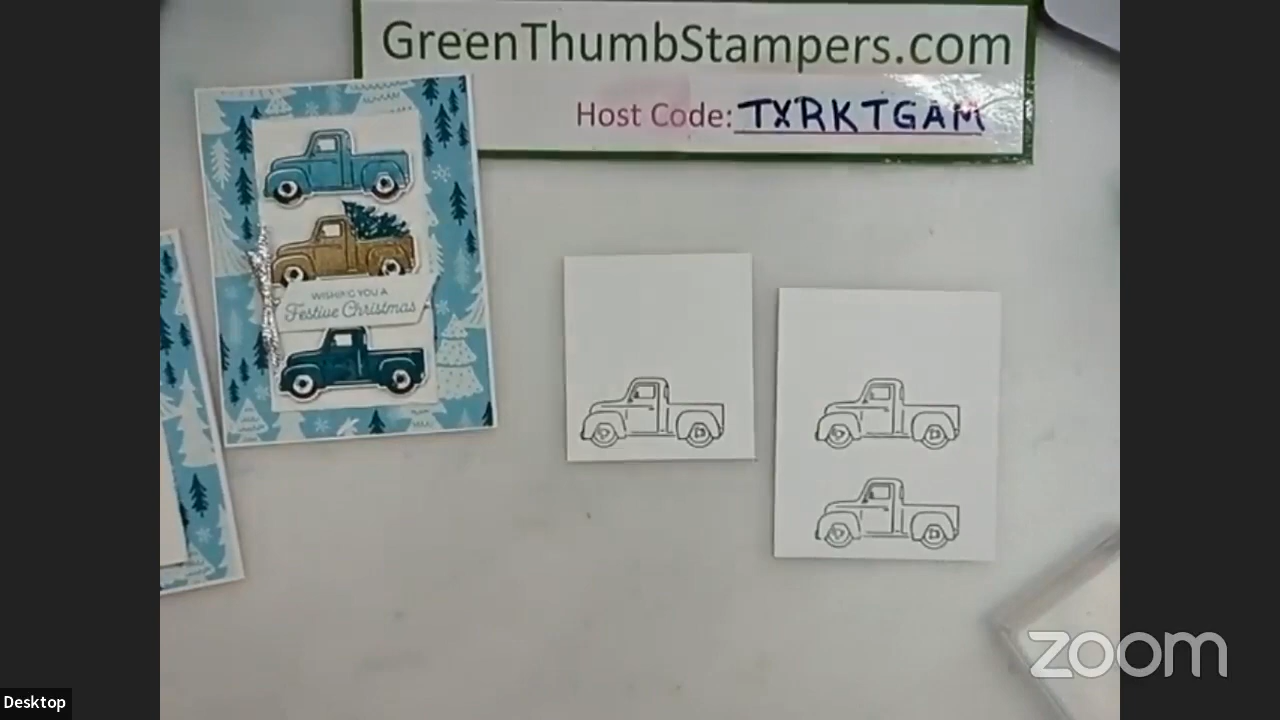 GreenThumbStampers.com
Host Code: TXRKTGAM
WISHING YOU A
Festive Christmas
zoom
Desktop